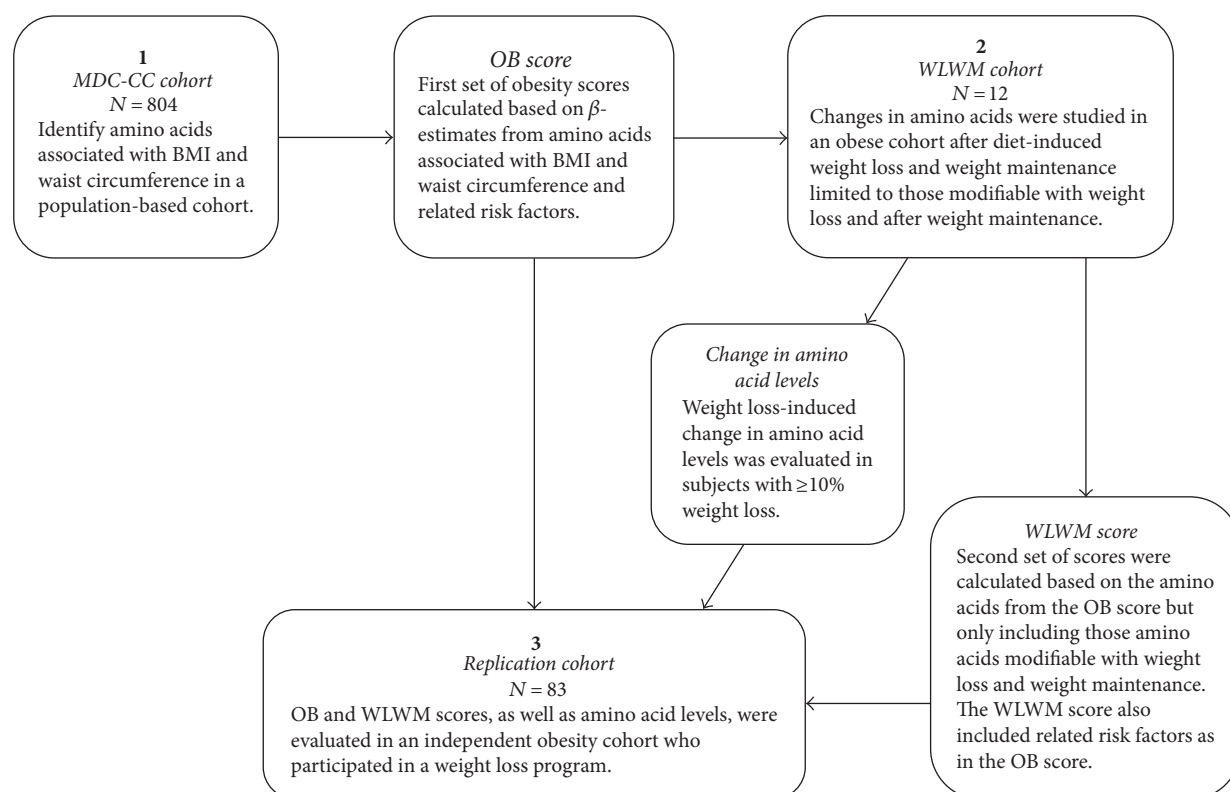 1
MDC-CC cohort
N = 804
Identify amino acids
associated with BMI and
waist circumference in a
population-based cohort.
OB score
First set of obesity scores
calculated based on β-
estimates from amino acids
associated with BMI and
waist circumference and
related risk factors.
2
WLWM cohort
N = 12
Changes in amino acids were studied in
an obese cohort after diet-induced
weight loss and weight maintenance
limited to those modifiable with weight
loss and after weight maintenance.
Change in amino
acid levels
Weight loss-induced
change in amino acid
levels was evaluated in
subjects with ≥10%
weight loss.
WLWM score
Second set of scores were
calculated based on the amino
acids from the OB score but
only including those amino
acids modifiable with wieght
loss and weight maintenance.
The WLWM score also
included related risk factors as
in the OB score.
3
Replication cohort
N = 83
OB and WLWM scores, as well as amino acid levels, were
evaluated in an independent obesity cohort who
participated in a weight loss program.